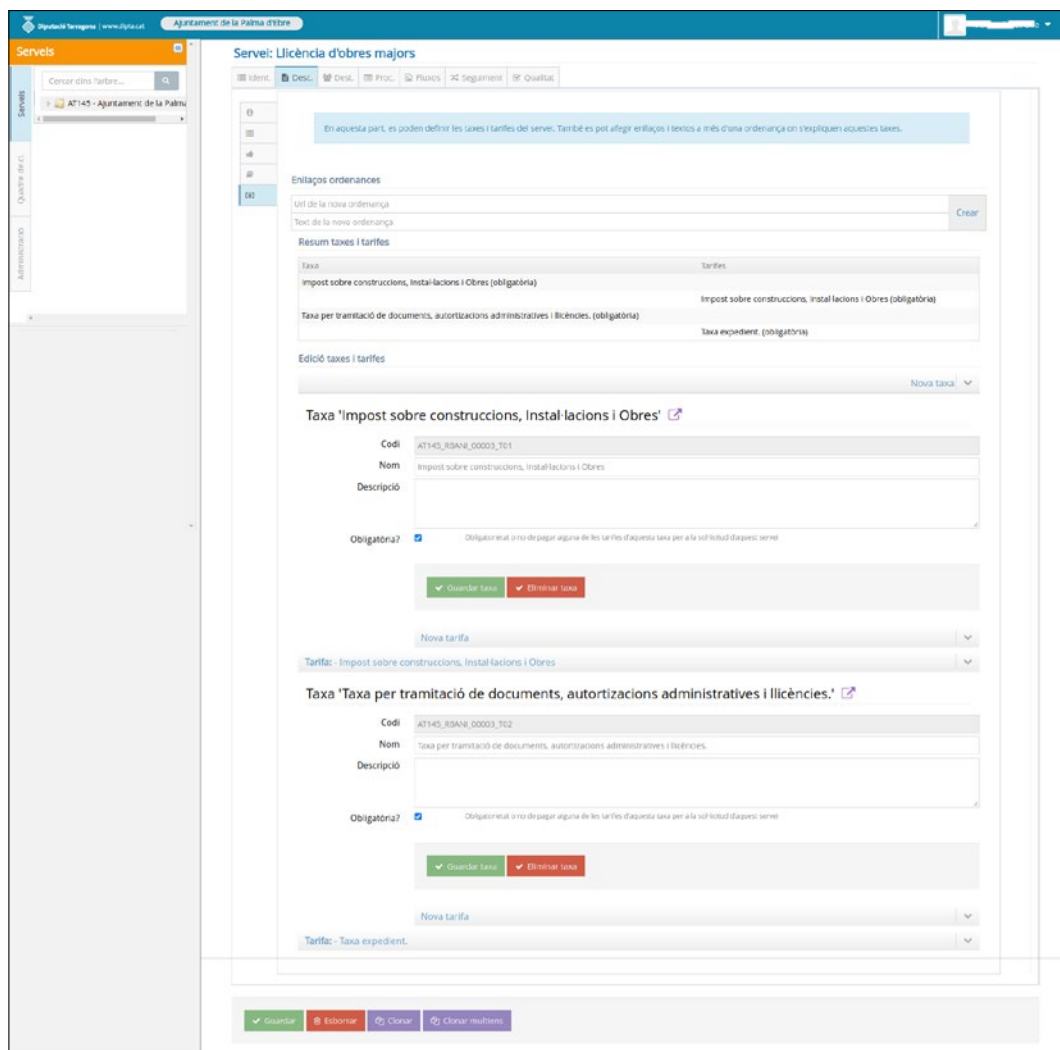 Diputació Tarragona | www.dipta.cat
Ajuntament de la Palma d'Ebre
Serveis
Servei: Llicència d'obres majors
Ident.
Desc.
Dest.
Proc.
Fluxos
Seguiment
Qualitat
Serveis
Cercar dins l'arbre...
AT145 - Ajuntament de la Palma
Quadre de c.
Administració
En aquesta part, es poden definir les taxes i tarifes del servei. També es pot afegir enllaços i textos a més d'una ordenança on s'expliquen aquestes taxes.
Enllaços ordenances
Url de la nova ordenança
Text de la nova ordenança
Crear
Resum taxes i tarifes
Taxa
Tarifes
Impost sobre construccions, Instal·lacions i Obres (obligatòria)
Impost sobre construccions, Instal·lacions i Obres (obligatòria)
Taxa per tramitació de documents, autortizacions administratives i llicències. (obligatòria)
Taxa expedient. (obligatòria)
Edició taxes i tarifes
Nova taxa
Taxa 'Impost sobre construccions, Instal·lacions i Obres'
Codi
AT145_RBANI_00003_T01
Nom
Impost sobre construccions, Instal·lacions i Obres
Descripció
Obligatòria?
Obligatorietat o no de pagar alguna de les tarifes d'aquesta taxa per a la sol·licitud d'aquest servei
Guardar taxa
Eliminar taxa
Nova tarifa
Tarifa: - Impost sobre construccions, Instal·lacions i Obres
Taxa 'Taxa per tramitació de documents, autortizacions administratives i llicències.'
Codi
AT145_RBANI_00003_T02
Nom
Taxa per tramitació de documents, autortizacions administratives i llicències.
Descripció
Obligatòria?
Obligatorietat o no de pagar alguna de les tarifes d'aquesta taxa per a la sol·licitud d'aquest servei
Guardar taxa
Eliminar taxa
Nova tarifa
Tarifa: - Taxa expedient.
Guardar
Esborrar
Clonar
Clonar multiens